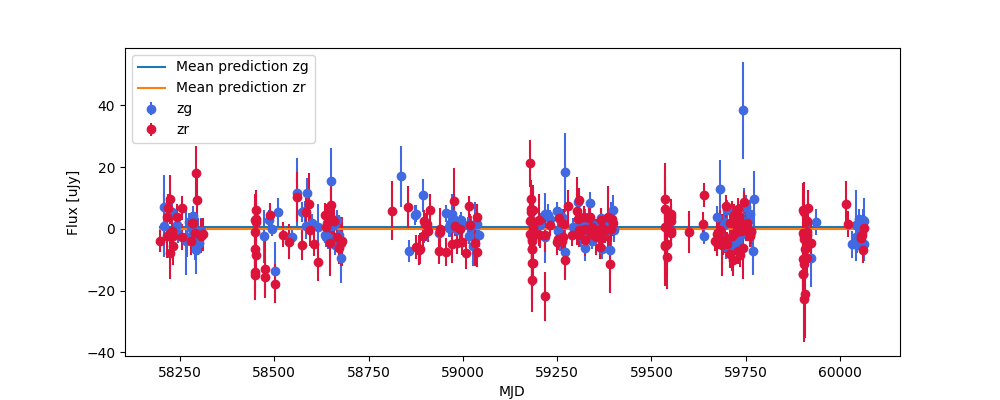 Mean prediction zg
Mean prediction zr
zg
zr
Flux [uJy]
40
20
0
−20
−40
58250
58500
58750
59000
59250
59500
59750
60000
MJD